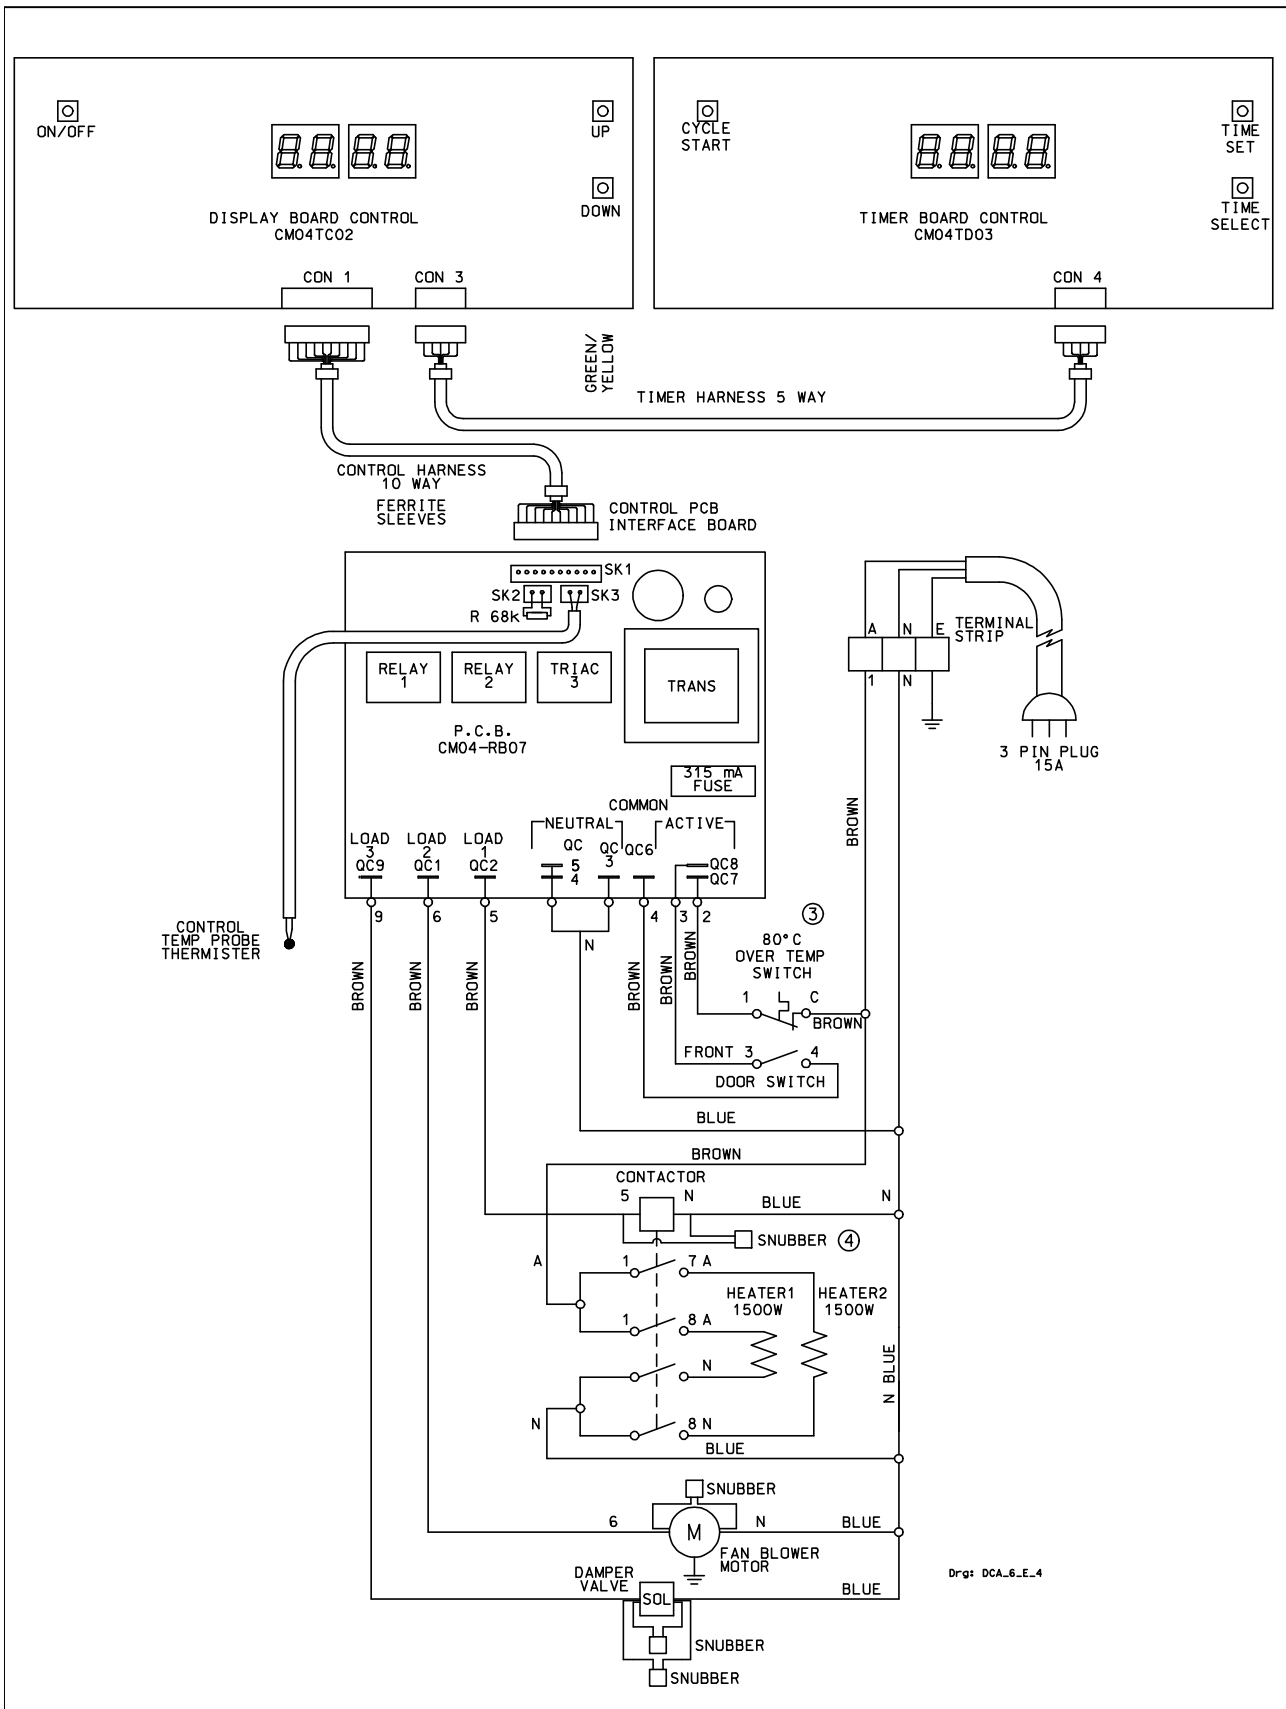 ON/OFF
UP
DOWN
DISPLAY BOARD CONTROL
CM04TC02
CON 1
CON 3
CYCLE
START
TIME
SET
TIME
SELECT
TIMER BOARD CONTROL
CM04TD03
CON 4
GREEN/
YELLOW
TIMER HARNESS 5 WAY
CONTROL HARNESS
10 WAY
FERRITE
SLEEVES
CONTROL PCB
INTERFACE BOARD
SK1
SK2
SK3
R 68k
RELAY
1
RELAY
2
TRIAC
3
TRANS
P.C.B.
CM04-RB07
315 mA
FUSE
COMMON
NEUTRAL
ACTIVE
LOAD
3
QC9
LOAD
2
QC1
LOAD
1
QC2
QC
5
4
QC
3
QC6
QC8
QC7
9
6
5
N
4
3
2
A
N
E
TERMINAL
STRIP
1
N
3 PIN PLUG
15A
BROWN
CONTROL
TEMP PROBE
THERMISTER
BROWN
BROWN
BROWN
BROWN
BROWN
BROWN
3
80°C
OVER TEMP
SWITCH
1
C
BROWN
FRONT 3
4
DOOR SWITCH
BLUE
BROWN
CONTACTOR
5
N
BLUE
N
SNUBBER
4
A
1
7 A
HEATER1
1500W
HEATER2
1500W
1
8 A
N
N BLUE
N
8 N
BLUE
SNUBBER
6
M
N
BLUE
FAN BLOWER
MOTOR
DAMPER
VALVE
SOL
BLUE
SNUBBER
SNUBBER
Drg: DCA_6_E_4